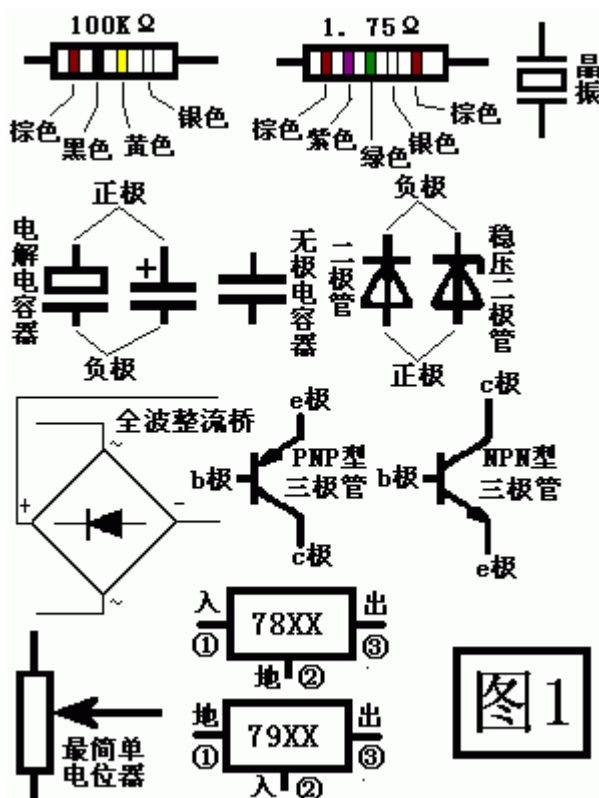 100KΩ
1. 75Ω
晶振
棕色
黑色
黄色
银色
棕色
紫色
绿色
银色
棕色
正极
负极
电解电容器
+
无极电容器
二极管
稳压二极管
负极
正极
全波整流桥
~
+
-
~
e极
b极
PNP型
三极管
c极
c极
b极
NPN型
三极管
e极
入
出
①
78XX
③
地②
地
出
①
79XX
③
入②
最简单
电位器
图1